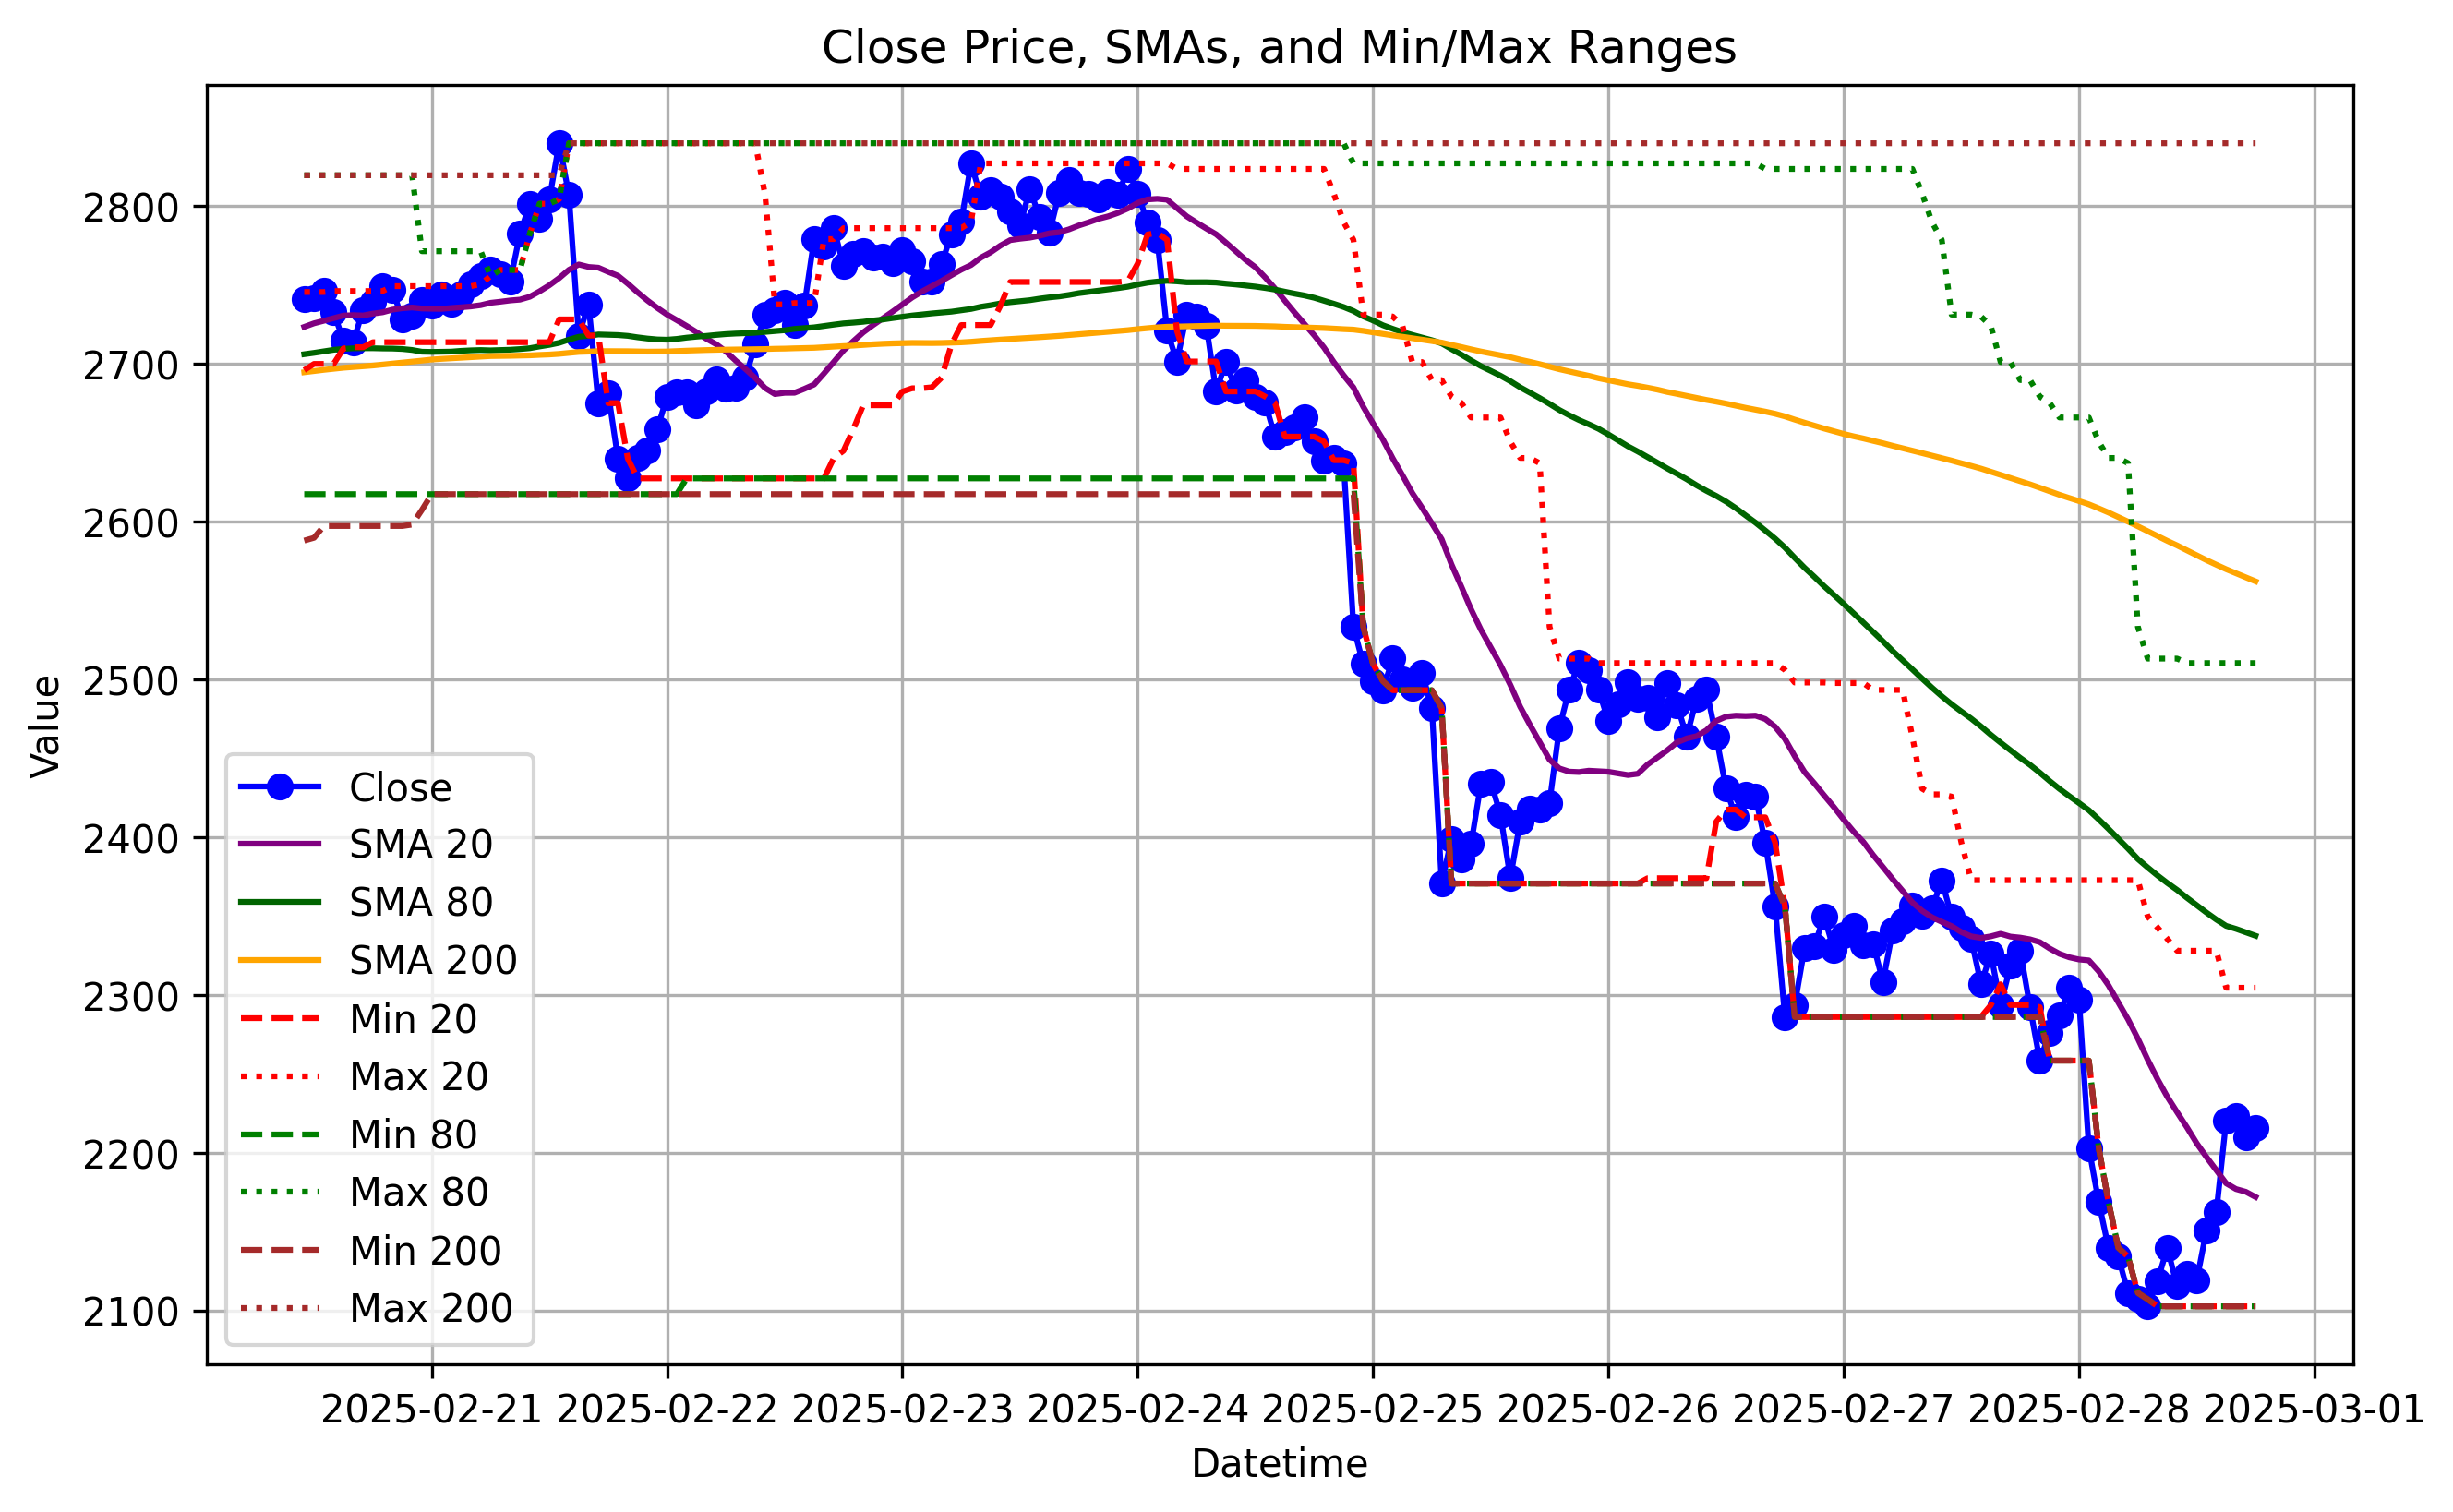 Close Price, SMAs, and Min/Max Ranges
Value
2800
2700
2600
2500
2400
2300
2200
2100
Close
SMA 20
SMA 80
SMA 200
Min 20
Max 20
Min 80
Max 80
Min 200
Max 200
2025-02-21 2025-02-22 2025-02-23 2025-02-24 2025-02-25 2025-02-26 2025-02-27 2025-02-28 2025-03-01
Datetime